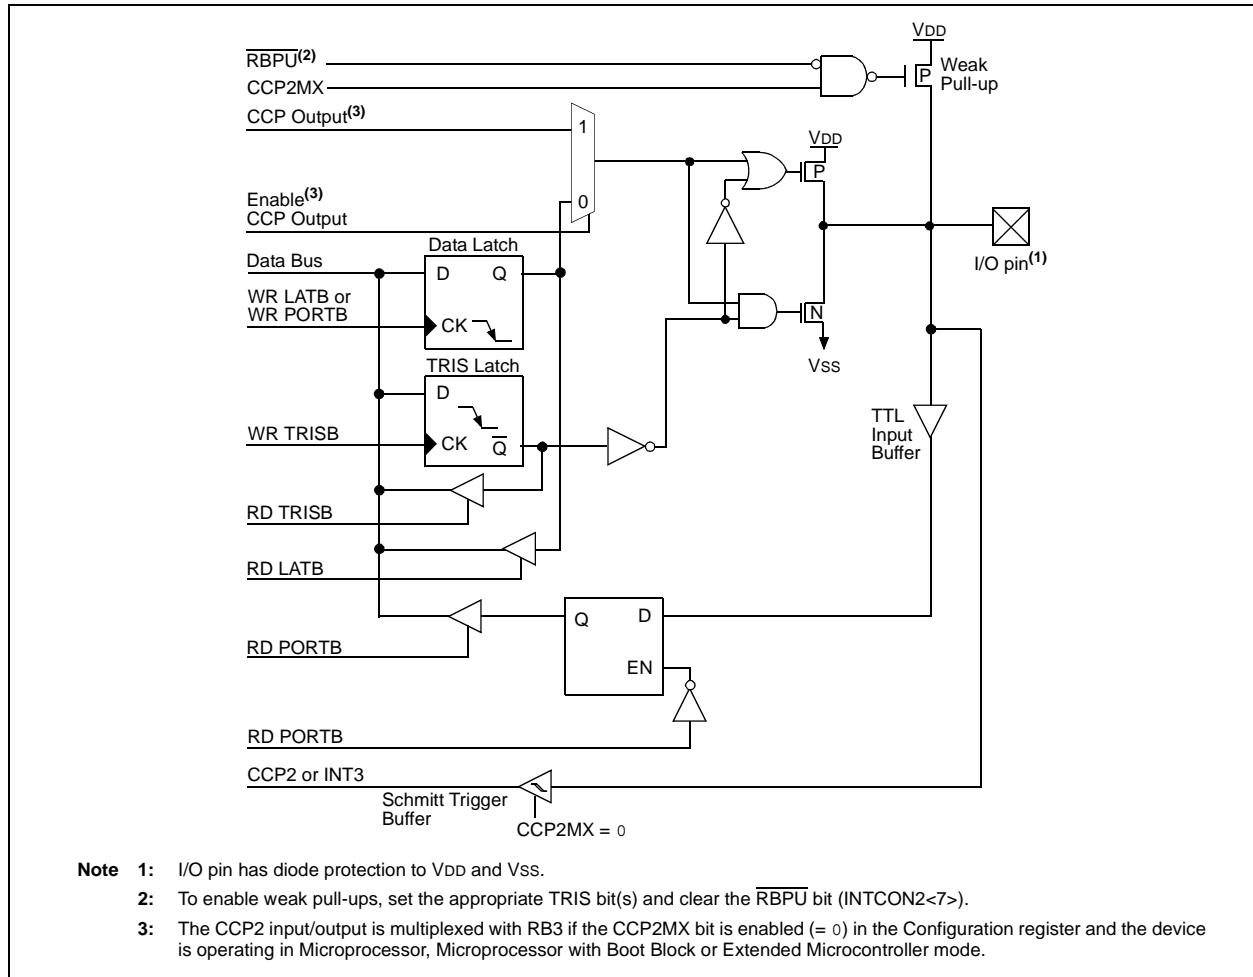 VDD
RBPU(2)
Weak
Pull-up
P
CCP2MX
CCP Output(3)
1
VDD
P
Enable(3)
0
CCP Output
Data Latch
Data Bus
D Q
I/O pin(1)
WR LATB or
WR PORTB
CK
N
VSS
TRIS Latch
D
TTL
Input
Buffer
WR TRISB
CK Q
RD TRISB
RD LATB
Q D
RD PORTB
EN
RD PORTB
CCP2 or INT3
Schmitt Trigger
Buffer
CCP2MX = 0
Note 1: I/O pin has diode protection to VDD and VSS.
2: To enable weak pull-ups, set the appropriate TRIS bit(s) and clear the RBPU bit (INTCON2<7>).
3: The CCP2 input/output is multiplexed with RB3 if the CCP2MX bit is enabled (= 0) in the Configuration register and the device
is operating in Microprocessor, Microprocessor with Boot Block or Extended Microcontroller mode.